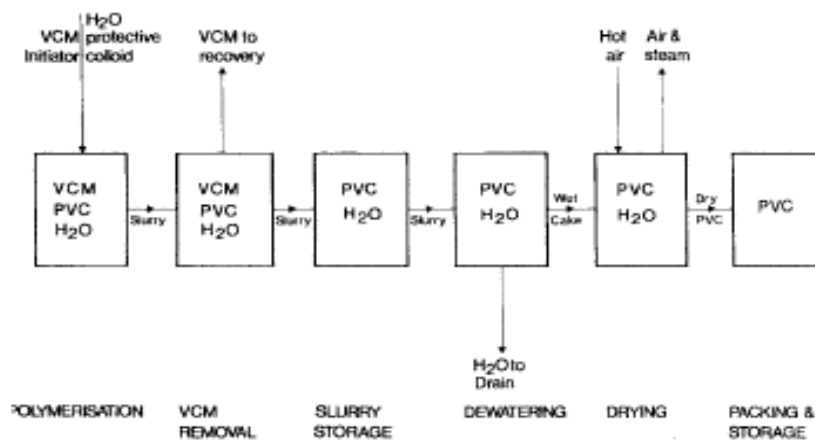 H2O
VCM protective
Initiator colloid
VCM to
recovery
Hot
air
Air &
steam
VCM
PVC
H2O
Slurry
VCM
PVC
H2O
Slurry
PVC
H2O
Slurry
PVC
H2O
Wet
Cake
PVC
H2O
Dry
PVC
PVC
H2O to
Drain
POLYMERISATION
VCM
REMOVAL
SLURRY
STORAGE
DEWATERING
DRYING
PACKING &
STORAGE